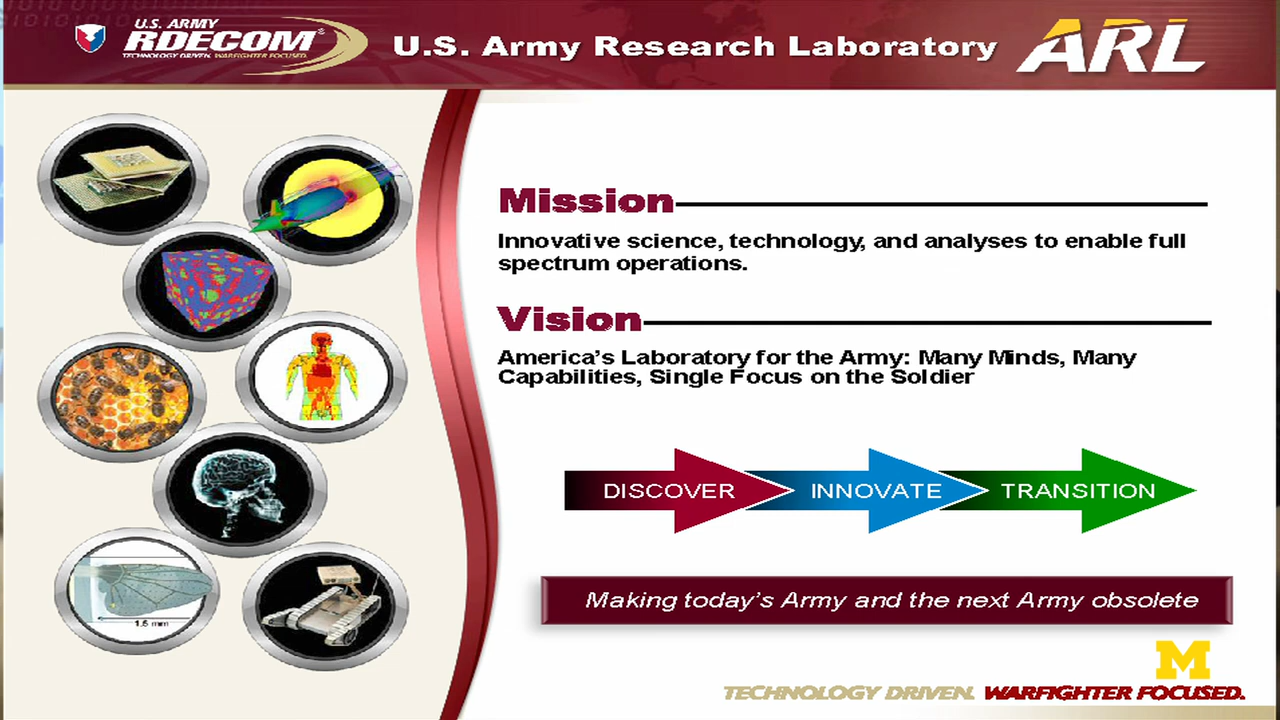 U.S. ARMY
RDECOM®
TECHNOLOGY DRIVEN. WARFIGHTER FOCUSED.
U.S. Army Research Laboratory
ARL
Mission
Innovative science, technology, and analyses to enable full
spectrum operations.
Vision
America's Laboratory for the Army: Many Minds, Many
Capabilities, Single Focus on the Soldier
DISCOVER
INNOVATE
TRANSITION
1.5 mm
Making today's Army and the next Army obsolete
M
TECHNOLOGY DRIVEN. WARFIGHTER FOCUSED.